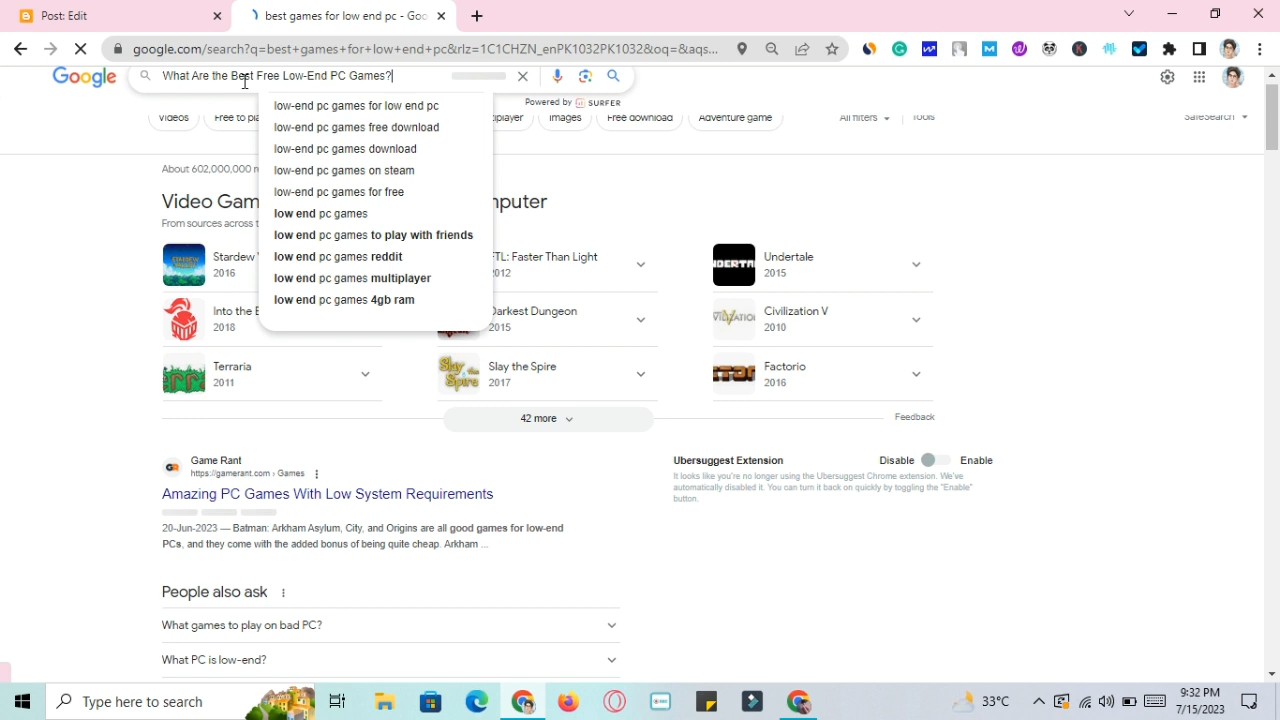 Post: Edit
best games for low end pc - Goo
google.com/search?q=best+games+for+low+end+pc&rlz=1C1CHZN_enPK1032PK1032&oq=&aqs...
Google
What Are the Best Free Low-End PC Games?
Powered by SURFER
low-end pc games for low end pc
low-end pc games free download
low-end pc games download
low-end pc games on steam
low-end pc games for free
low end pc games
low end pc games to play with friends
low end pc games reddit
low end pc games multiplayer
low end pc games 4gb ram
Videos
Images
Free download
Adventure game
All filters
Tools
SafeSearch
About 602,000,000
Video
From sources across
Stardew
2016
FTL: Faster Than Light
2012
Undertale
2015
Into the
2018
Darkest Dungeon
2015
Civilization V
2010
Terraria
2011
Slay the Spire
2017
Factorio
2016
42 more
Feedback
Game Rant
https://gamerant.com › Games
Amazing PC Games With Low System Requirements
20-Jun-2023 — Batman: Arkham Asylum, City, and Origins are all good games for low-end
PCs, and they come with the added bonus of being quite cheap. Arkham ...
Ubersuggest Extension
Disable
Enable
It looks like you're no longer using the Ubersuggest Chrome extension. We've
automatically disabled it. You can turn it back on quickly by toggling the "Enable"
button.
People also ask
What games to play on bad PC?
What PC is low-end?
Type here to search
33°C
9:32 PM
7/15/2023